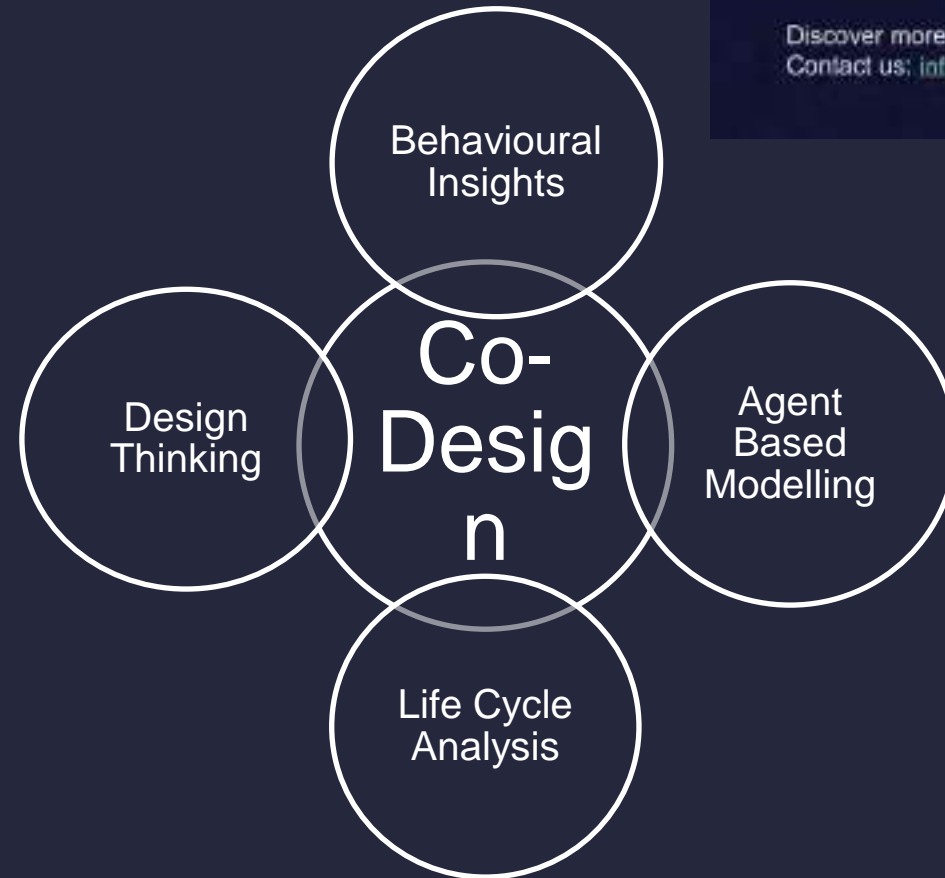 Discover more
Contact us:
Behavioural
Insights
Co-
Desig
n
Design
Thinking
Agent
Based
Modelling
Life Cycle
Analysis